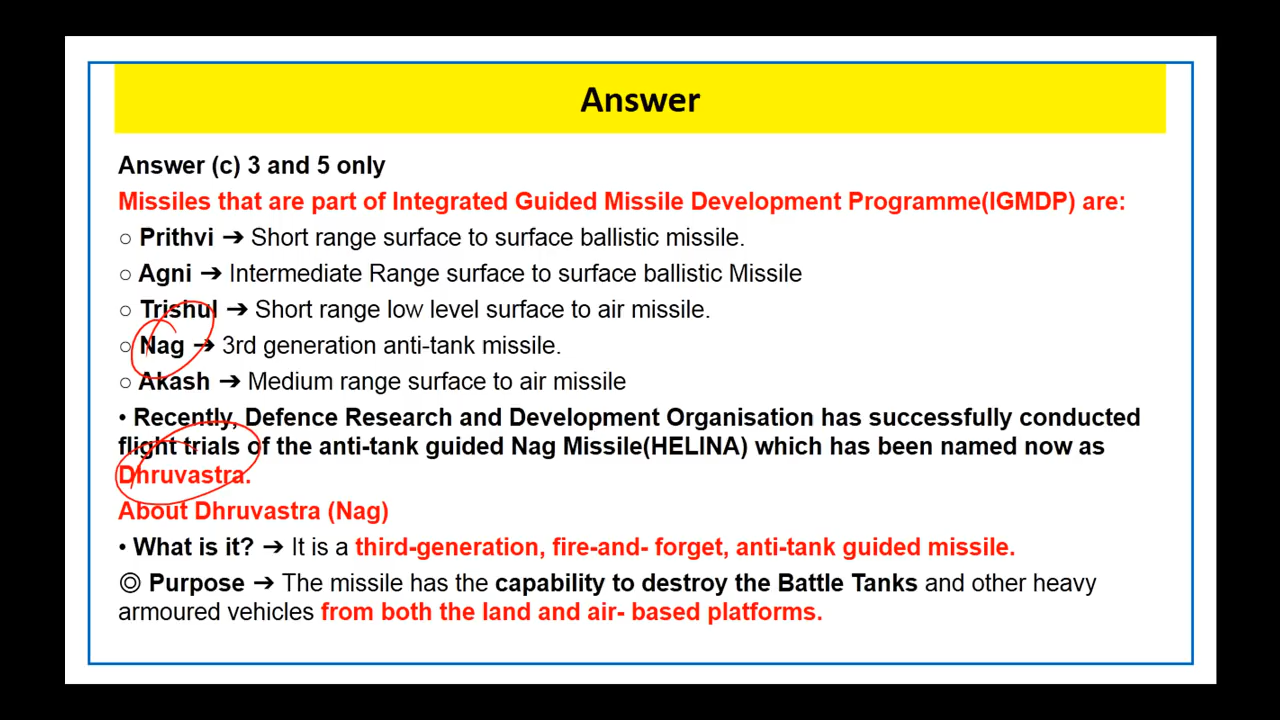 Answer
Answer (c) 3 and 5 only
Missiles that are part of Integrated Guided Missile Development Programme(IGMDP) are:
○ Prithvi ➔ Short range surface to surface ballistic missile.
○ Agni ➔ Intermediate Range surface to surface ballistic Missile
○ Trishul ➔ Short range low level surface to air missile.
○ Nag ➔ 3rd generation anti-tank missile.
○ Akash ➔ Medium range surface to air missile
• Recently, Defence Research and Development Organisation has successfully conducted
flight trials of the anti-tank guided Nag Missile(HELINA) which has been named now as
Dhruvastra.
About Dhruvastra (Nag)
• What is it? ➔ It is a third-generation, fire-and- forget, anti-tank guided missile.
◎ Purpose ➔ The missile has the capability to destroy the Battle Tanks and other heavy
armoured vehicles from both the land and air- based platforms.